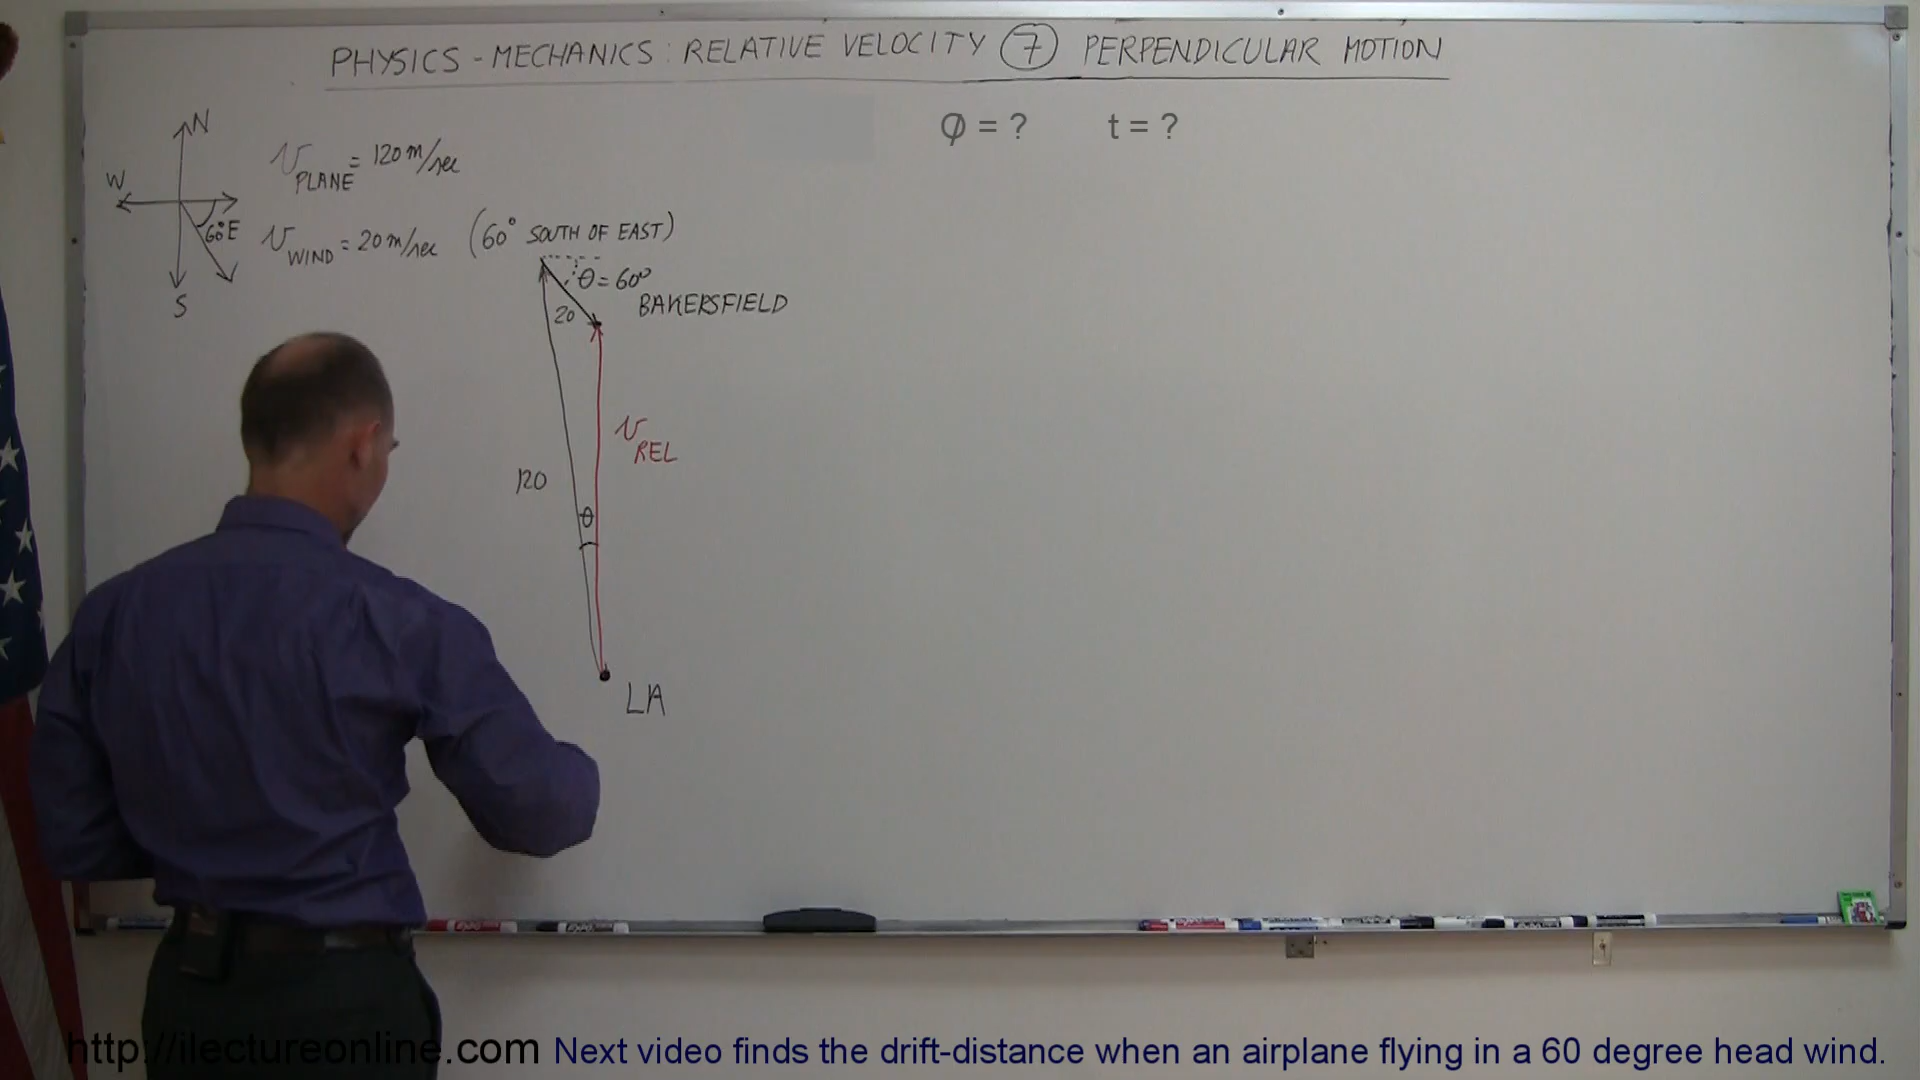 PHYSICS - MECHANICS: RELATIVE VELOCITY 7 PERPENDICULAR MOTION
φ = ? t = ?
N
W
60° E
S
V PLANE = 120 m/sec
V WIND = 20 m/sec (60° SOUTH OF EAST)
θ = 60°
20
BAKERSFIELD
V REL
120
θ
LA
EXPO
EXPO
http://ilectureonline.com Next video finds the drift-distance when an airplane flying in a 60 degree head wind.